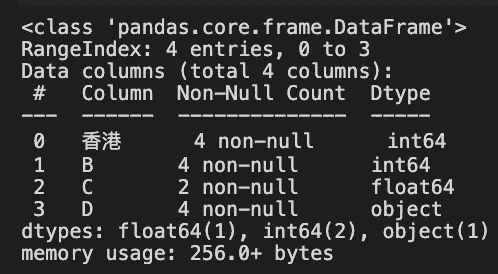 <class 'pandas.core.frame.DataFrame'>
RangeIndex: 4 entries, 0 to 3
Data columns (total 4 columns):
 #   Column  Non-Null Count  Dtype
---  ------  --------------  -----
 0   香港      4 non-null      int64
 1   B       4 non-null      int64
 2   C       2 non-null      float64
 3   D       4 non-null      object
dtypes: float64(1), int64(2), object(1)
memory usage: 256.0+ bytes